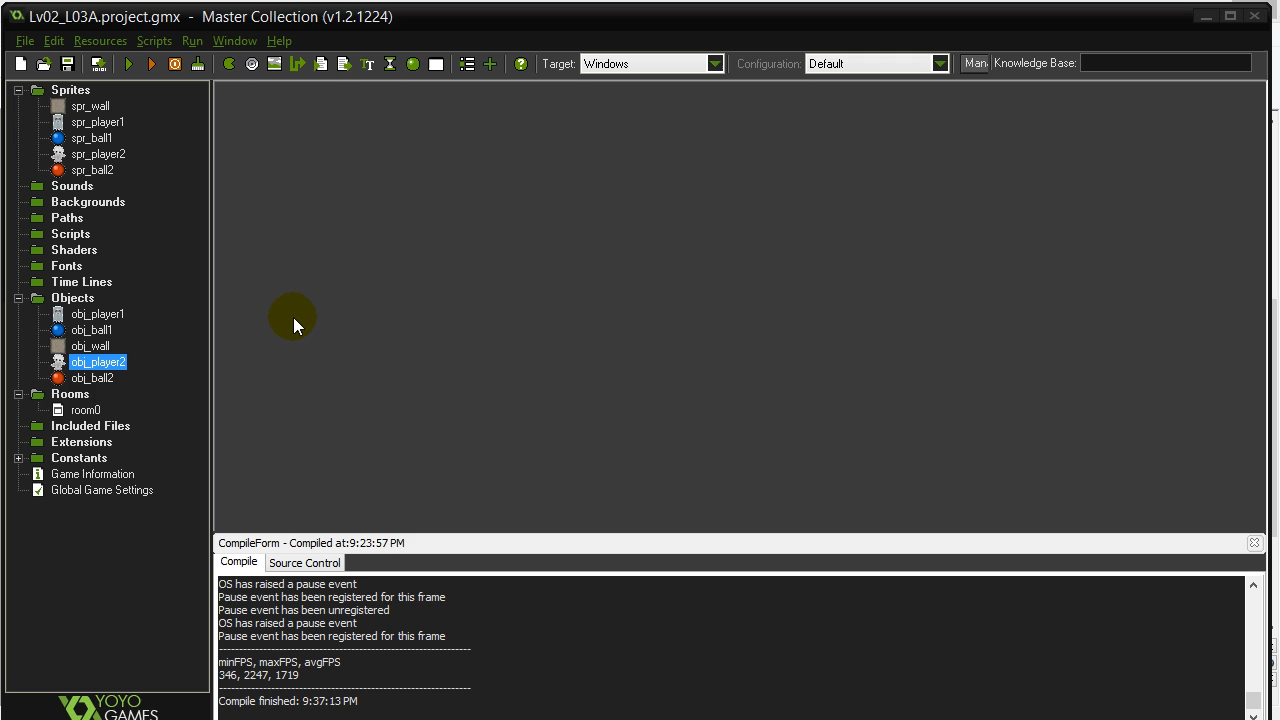 Lv02_L03A.project.gmx - Master Collection (v1.2.1224)
File Edit Resources Scripts Run Window Help
Target: Windows Configuration: Default Man Knowledge Base:
Sprites
spr_wall
spr_player1
spr_ball1
spr_player2
spr_ball2
Sounds
Backgrounds
Paths
Scripts
Shaders
Fonts
Time Lines
Objects
obj_player1
obj_ball1
obj_wall
obj_player2
obj_ball2
Rooms
room0
Included Files
Extensions
Constants
Game Information
Global Game Settings
YOYO
GAMES
CompileForm - Compiled at:9:23:57 PM
Compile Source Control
OS has raised a pause event
Pause event has been registered for this frame
Pause event has been unregistered
OS has raised a pause event
Pause event has been registered for this frame
minFPS, maxFPS, avgFPS
346, 2247, 1719
Compile finished: 9:37:13 PM